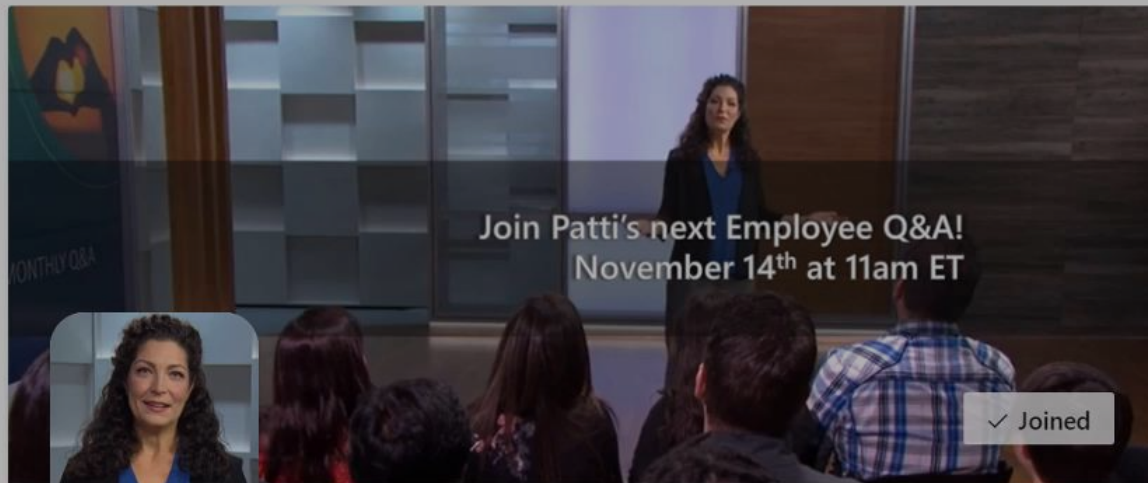 MONTHLY Q&A
Join Patti's next Employee Q&A!
November 14th at 11am ET
Joined